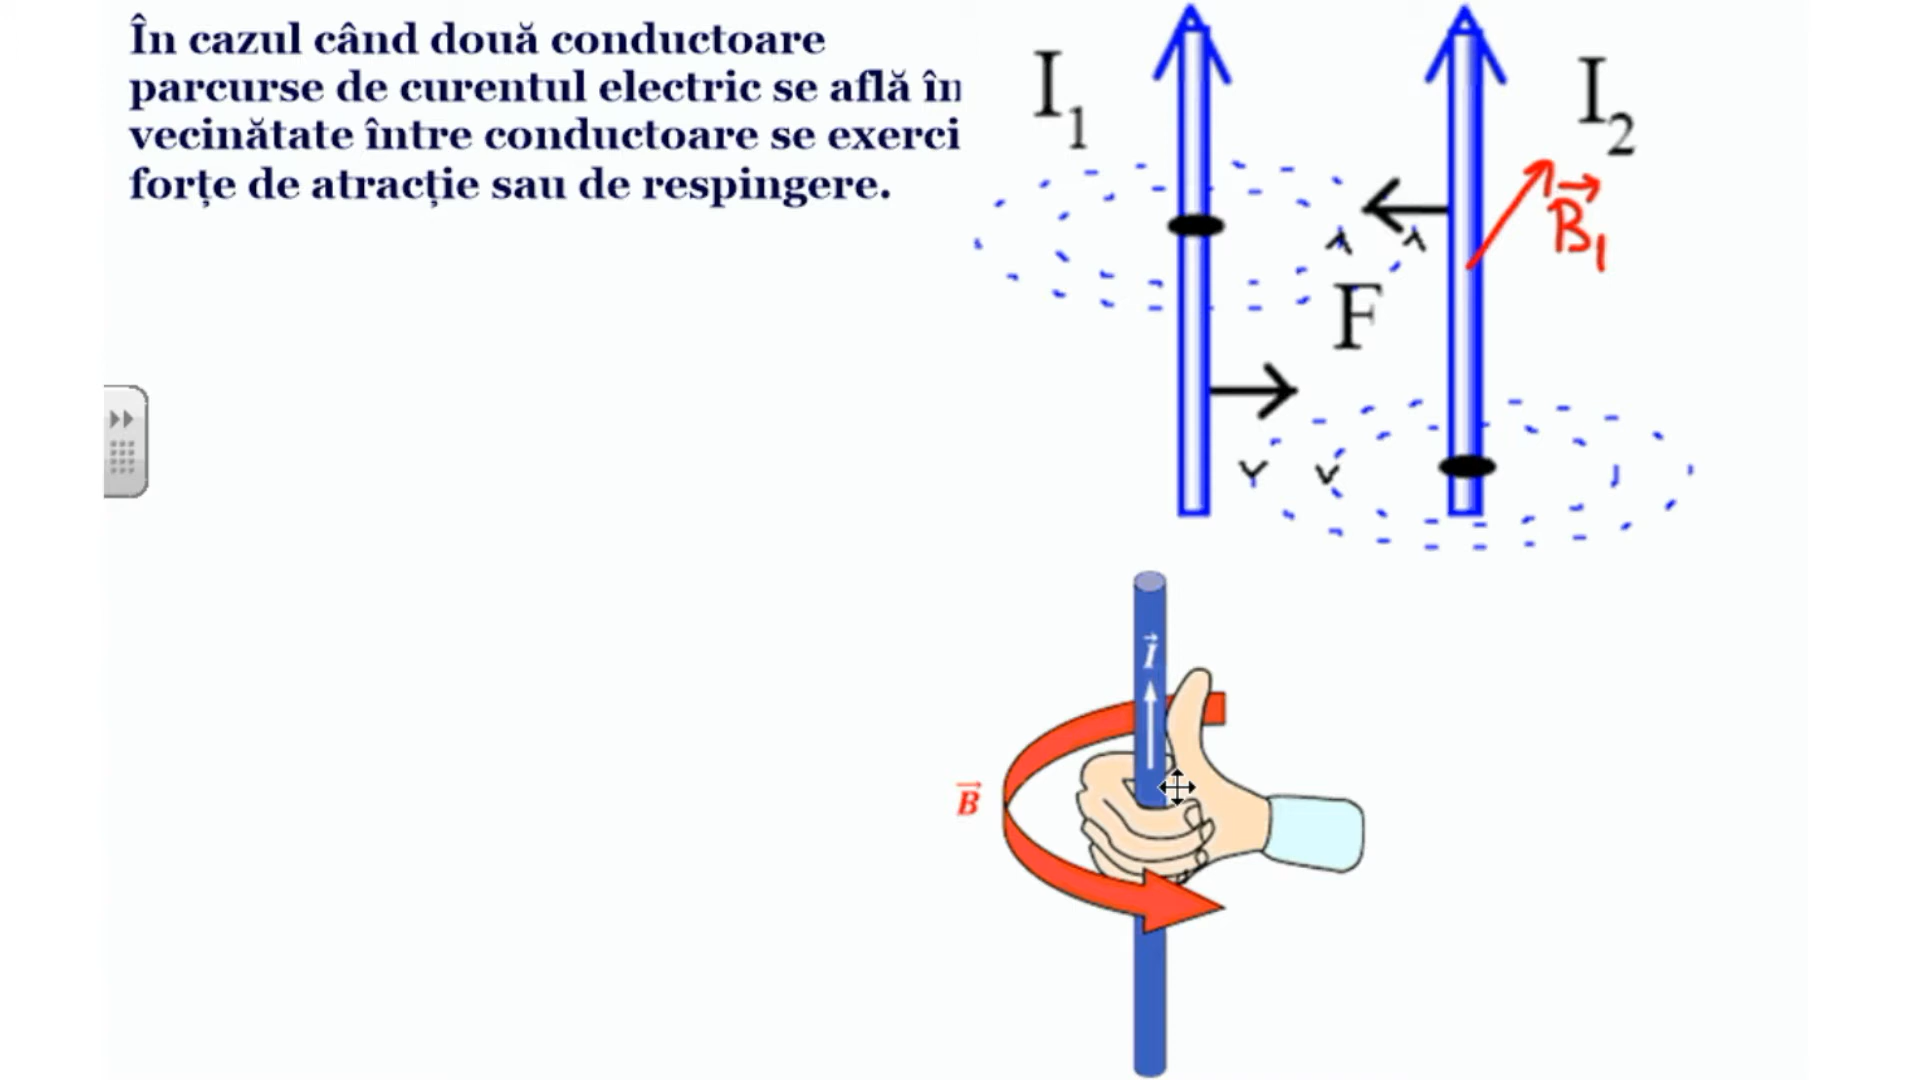 În cazul când două conductoare
parcurse de curentul electric se află în
vecinătate între conductoare se exerci
forțe de atracție sau de respingere.
I₁
I₂
B⃗₁
F
I⃗
B⃗